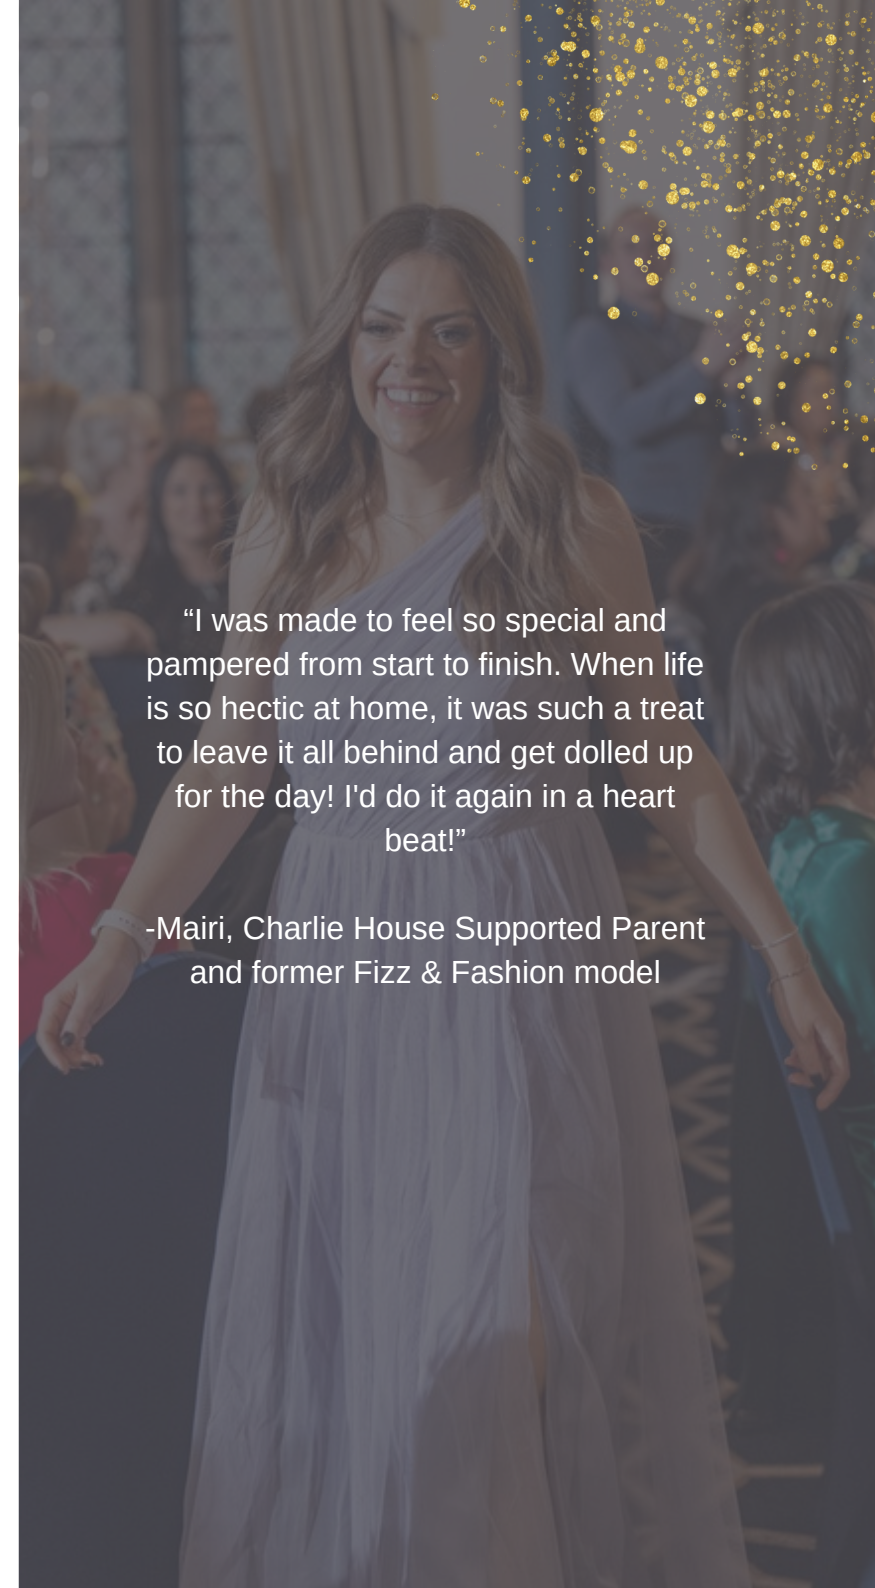 “I was made to feel so special and
pampered from start to finish. When life
is so hectic at home, it was such a treat
to leave it all behind and get dolled up
for the day! I'd do it again in a heart
beat!”
-Mairi, Charlie House Supported Parent
and former Fizz & Fashion model